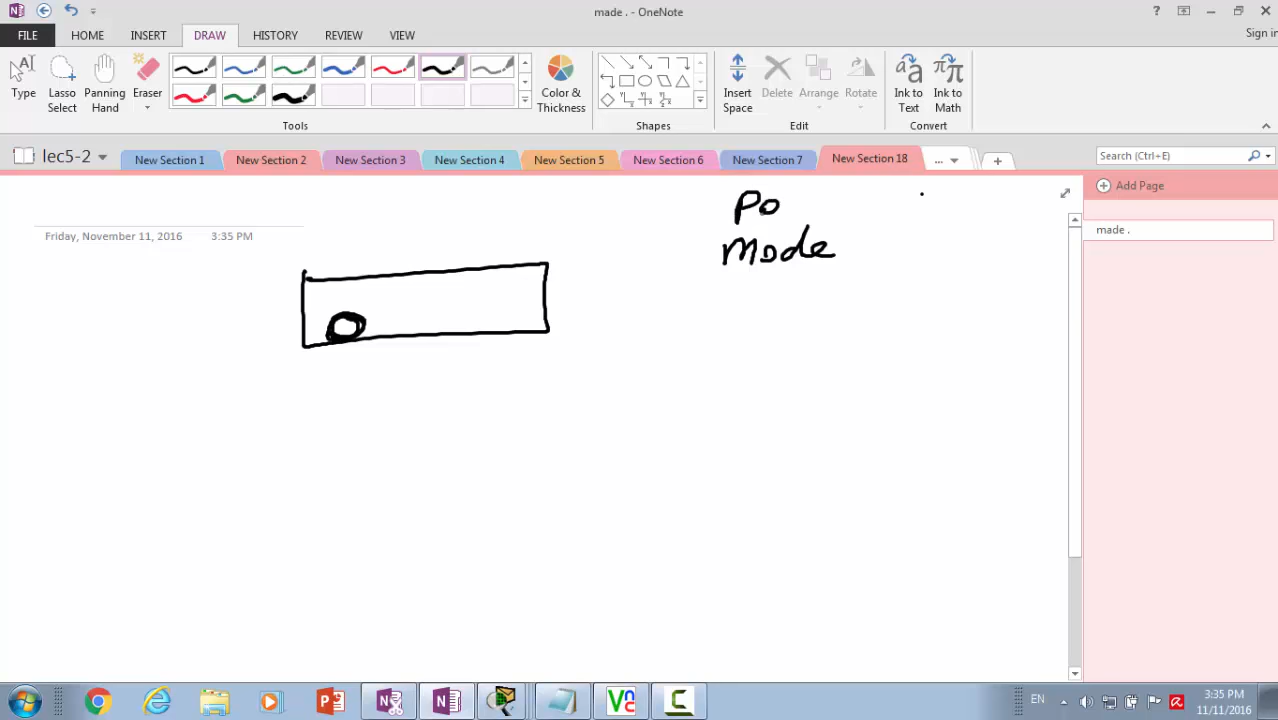 made . - OneNote
?
Sign in
FILE HOME INSERT DRAW HISTORY REVIEW VIEW
Type
Lasso Select
Panning Hand
Eraser
Color & Thickness
Insert Space
Delete
Arrange
Rotate
Ink to Text
Ink to Math
Tools
Shapes
Edit
Convert
lec5-2
New Section 1
New Section 2
New Section 3
New Section 4
New Section 5
New Section 6
New Section 7
New Section 18
...
Search (Ctrl+E)
Add Page
made .
Po
Mode
Friday, November 11, 2016 3:35 PM
EN
3:35 PM
11/11/2016